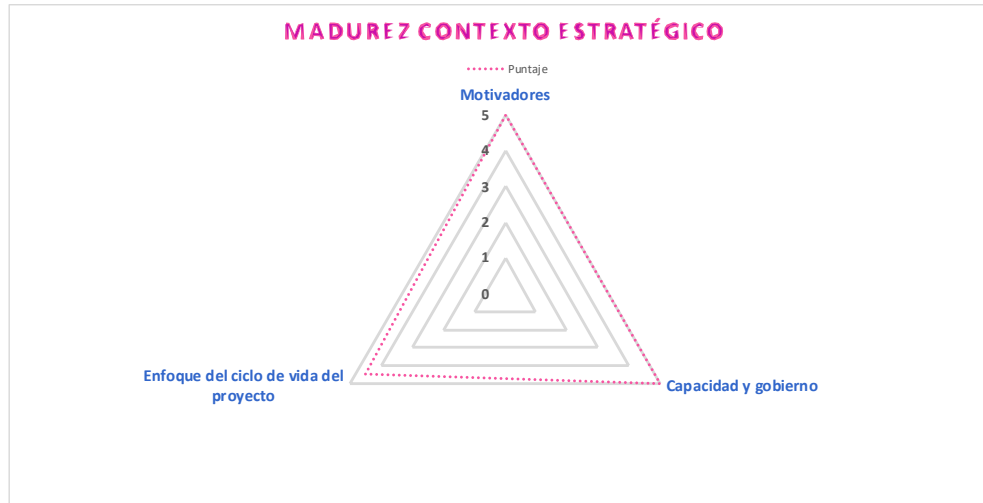 MADUREZ CONTEXTO ESTRATÉGICO
Puntaje
Motivadores
5
4
3
2
1
0
Enfoque del ciclo de vida del
proyecto
Capacidad y gobierno